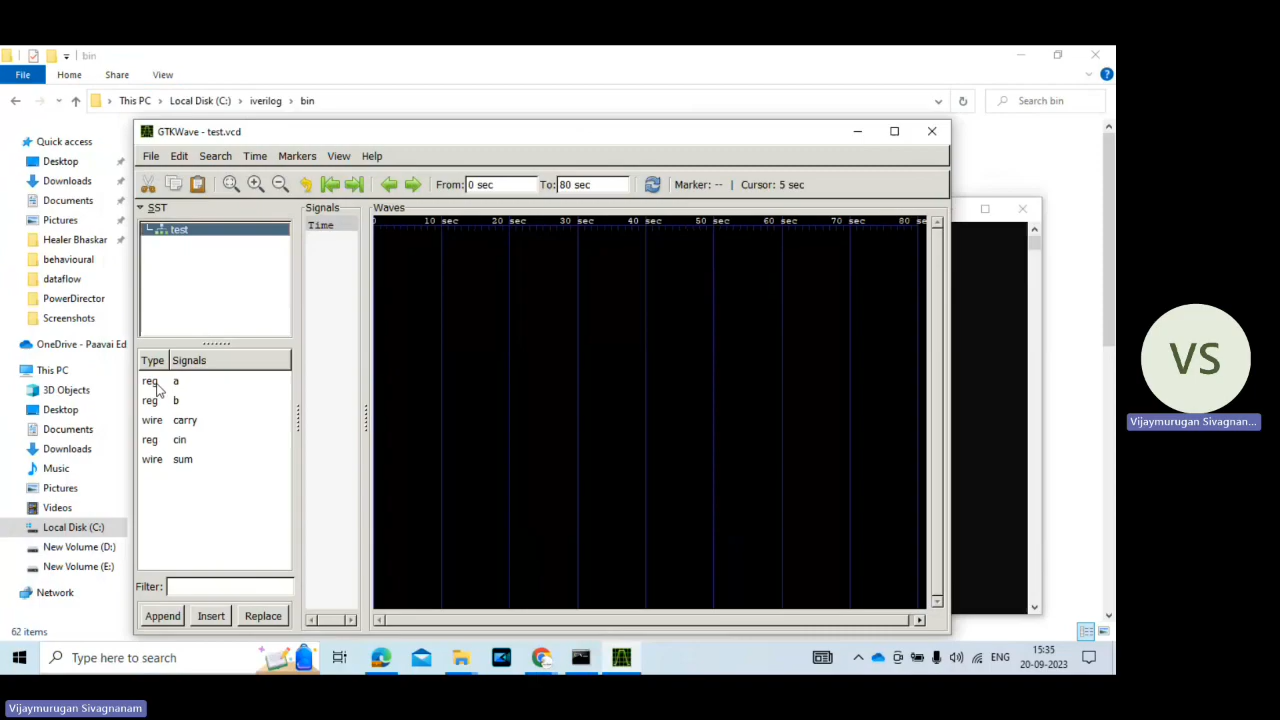 bin
File Home Share View
This PC Local Disk (C:) iverilog bin
Search bin
GTKWave - test.vcd
File Edit Search Time Markers View Help
From: 0 sec To: 80 sec Marker: -- | Cursor: 5 sec
Quick access
Desktop
Downloads
Documents
Pictures
Healer Bhaskar
behavioural
dataflow
PowerDirector
Screenshots
OneDrive - Paavai Ed
This PC
3D Objects
Desktop
Documents
Downloads
Music
Pictures
Videos
Local Disk (C:)
New Volume (D:)
New Volume (E:)
Network
62 items
SST
test
Type Signals
reg a
reg b
wire carry
reg cin
wire sum
Filter:
Append Insert Replace
Signals
Time
Waves
10 sec 20 sec 30 sec 40 sec 50 sec 60 sec 70 sec 80 se
VS
Vijaymurugan Sivagnan...
Type here to search
ENG
15:35
20-09-2023
Vijaymurugan Sivagnanam